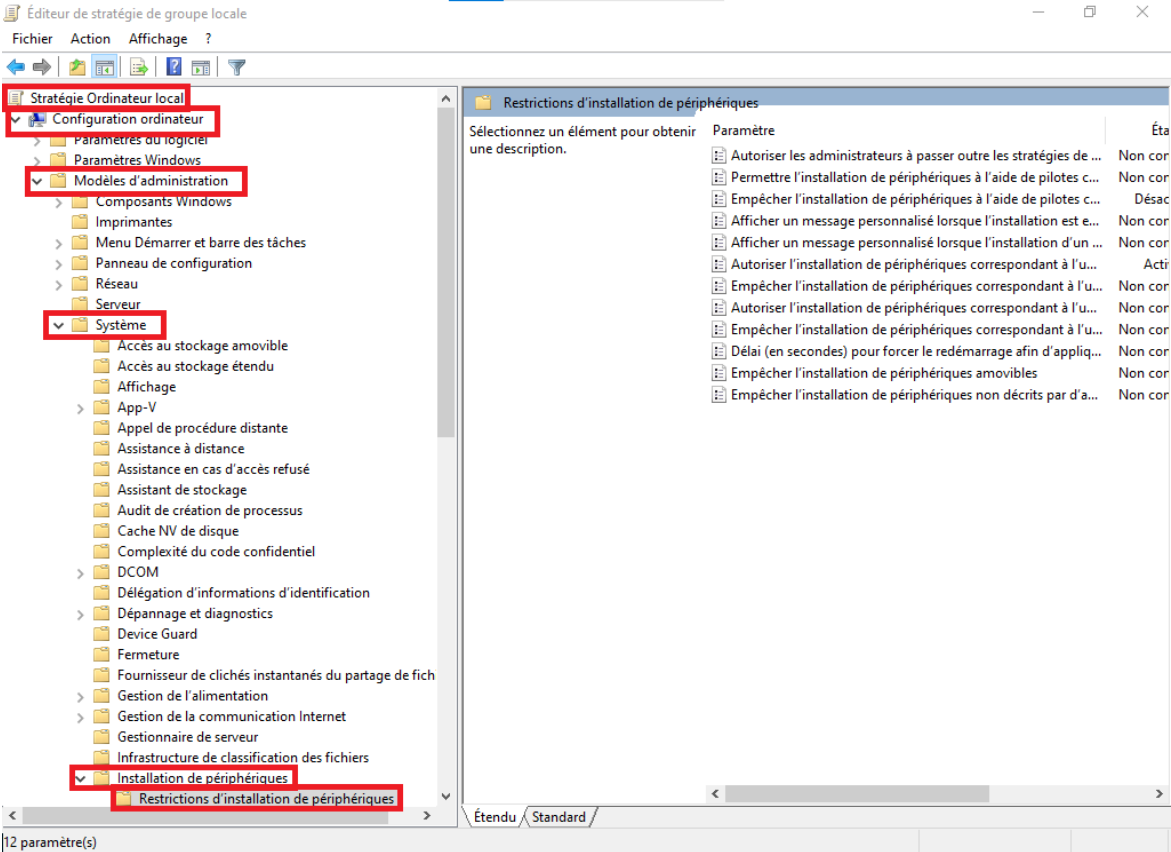 Éditeur de stratégie de groupe locale
Fichier Action Affichage ?
Stratégie Ordinateur local
Configuration ordinateur
Paramètres du logiciel
Paramètres Windows
Modèles d'administration
Composants Windows
Imprimantes
Menu Démarrer et barre des tâches
Panneau de configuration
Réseau
Serveur
Système
Accès au stockage amovible
Accès au stockage étendu
Affichage
App-V
Appel de procédure distante
Assistance à distance
Assistance en cas d'accès refusé
Assistant de stockage
Audit de création de processus
Cache NV de disque
Complexité du code confidentiel
DCOM
Délégation d'informations d'identification
Dépannage et diagnostics
Device Guard
Fermeture
Fournisseur de clichés instantanés du partage de fich
Gestion de l'alimentation
Gestion de la communication Internet
Gestionnaire de serveur
Infrastructure de classification des fichiers
Installation de périphériques
Restrictions d'installation de périphériques
Restrictions d'installation de périphériques
Sélectionnez un élément pour obtenir
une description.
Paramètre Éta
Autoriser les administrateurs à passer outre les stratégies de ... Non cor
Permettre l'installation de périphériques à l'aide de pilotes c... Non cor
Empêcher l'installation de périphériques à l'aide de pilotes c... Désac
Afficher un message personnalisé lorsque l'installation est e... Non cor
Afficher un message personnalisé lorsque l'installation d'un ... Non cor
Autoriser l'installation de périphériques correspondant à l'u... Acti
Empêcher l'installation de périphériques correspondant à l'u... Non cor
Autoriser l'installation de périphériques correspondant à l'u... Non cor
Empêcher l'installation de périphériques correspondant à l'u... Non cor
Délai (en secondes) pour forcer le redémarrage afin d'appliq... Non cor
Empêcher l'installation de périphériques amovibles Non cor
Empêcher l'installation de périphériques non décrits par d'a... Non cor
Étendu Standard
12 paramètre(s)